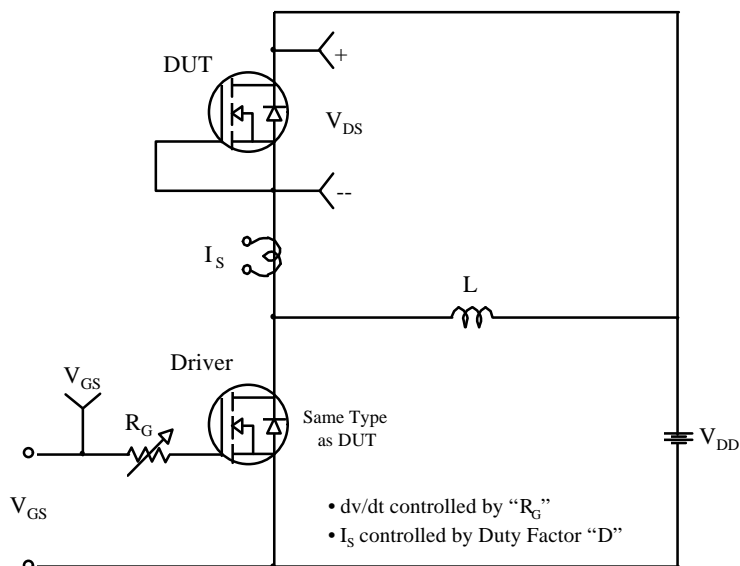 +
DUT
V_DS
--
I_S
L
Driver
V_GS
Same Type
as DUT
R_G
V_DD
V_GS
• dv/dt controlled by “R_G”
• I_S controlled by Duty Factor “D”